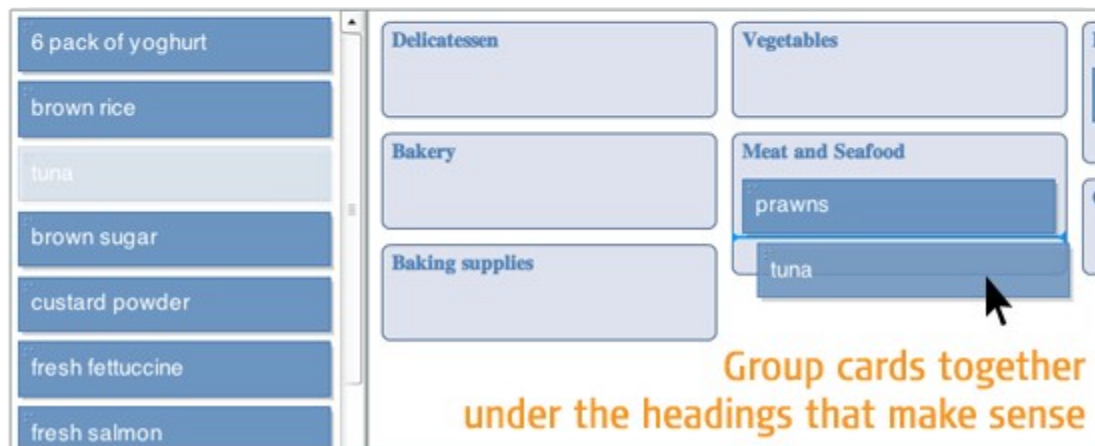 6 pack of yoghurt
brown rice
tuna
brown sugar
custard powder
fresh fettuccine
fresh salmon
Delicatessen
Vegetables
Bakery
Meat and Seafood
prawns
tuna
Baking supplies
Group cards together
under the headings that make sense